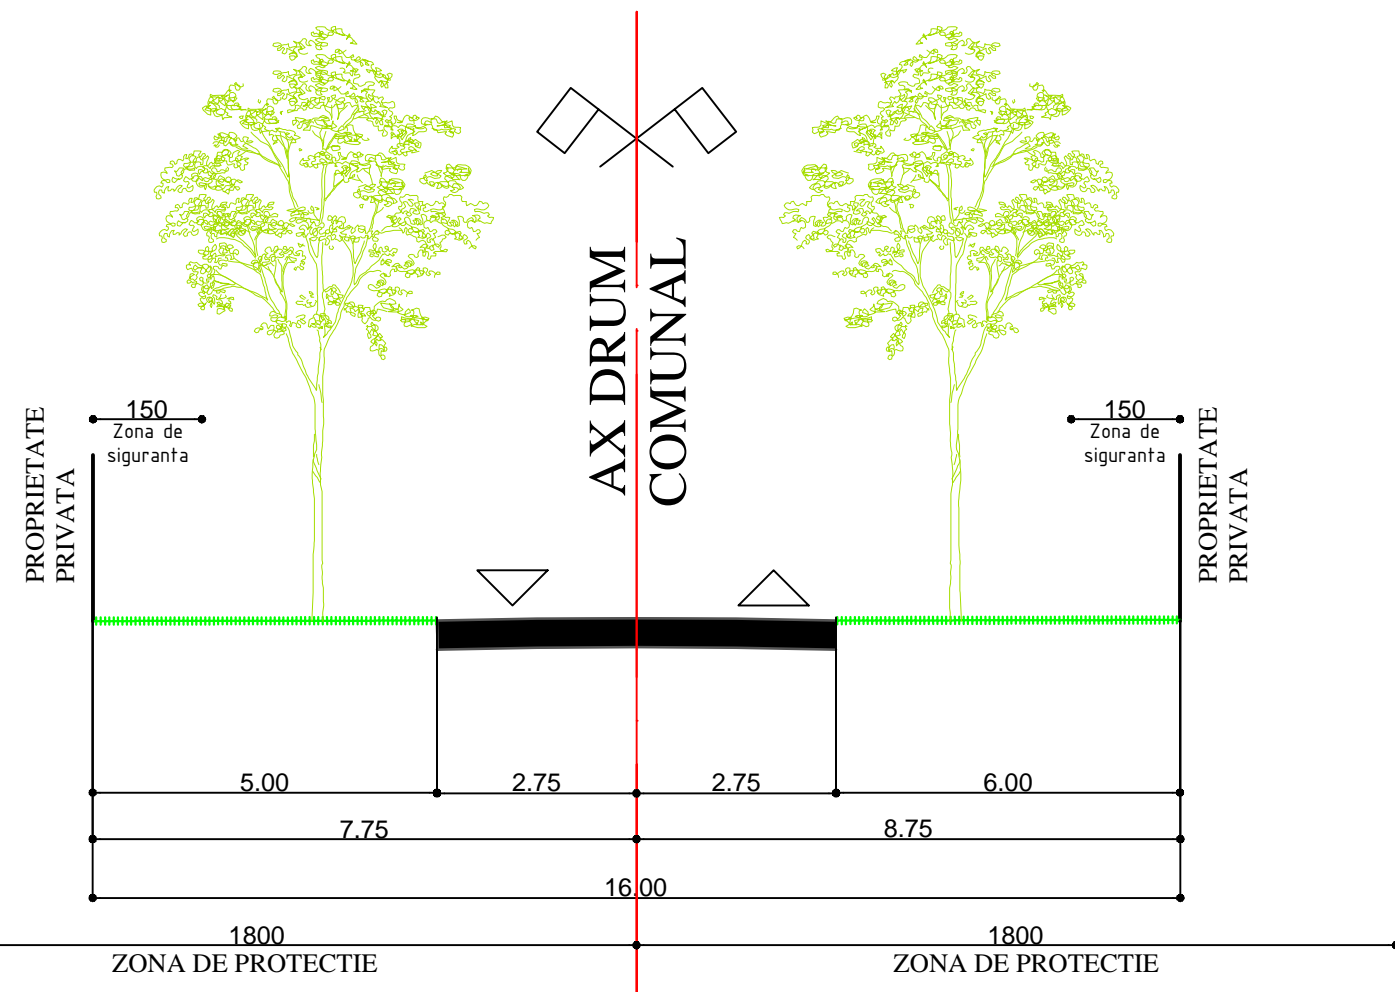 AX DRUM
COMUNAL
150
Zona de
siguranta
150
Zona de
siguranta
PROPRIETATE
PRIVATA
PROPRIETATE
PRIVATA
5.00
2.75
2.75
6.00
7.75
8.75
16.00
1800
1800
ZONA DE PROTECTIE
ZONA DE PROTECTIE